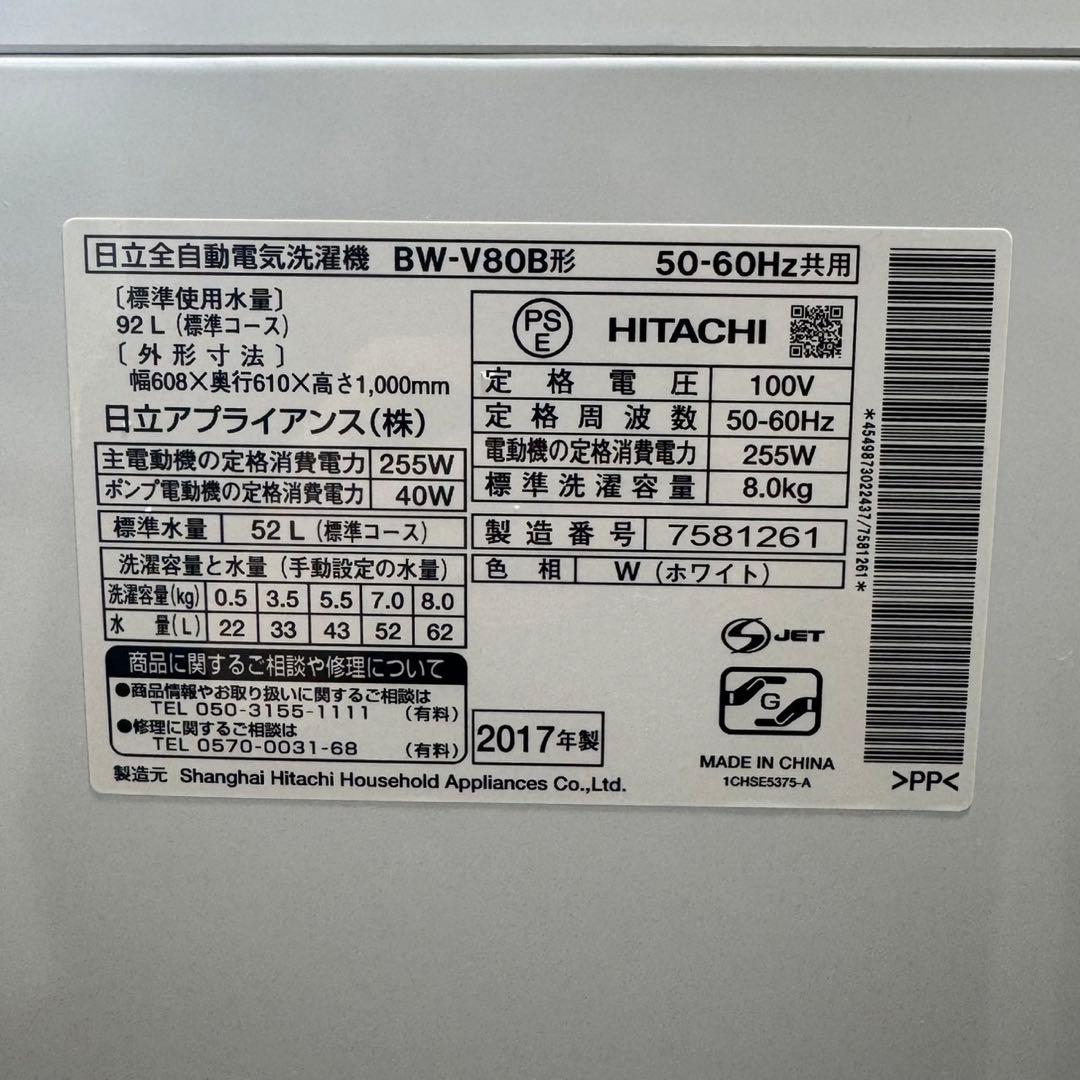 日立全自動電気洗濯機 BW-V80B形 50-60Hz共用
〔標準使用水量〕
92 L (標準コース)
〔外形寸法〕
幅608×奥行610×高さ1,000mm
日立アプライアンス(株)
主電動機の定格消費電力 255W
ポンプ電動機の定格消費電力 40W
標準水量 52 L (標準コース)
洗濯容量と水量 (手動設定の水量)
洗濯容量(kg) 0.5 3.5 5.5 7.0 8.0
水量(L) 22 33 43 52 62
商品に関するご相談や修理について
●商品情報やお取り扱いに関するご相談は
TEL 050-3155-1111 (有料)
●修理に関するご相談は
TEL 0570-0031-68 (有料)
PS
E
HITACHI
定格電圧 100V
定格周波数 50-60Hz
電動機の定格消費電力 255W
標準洗濯容量 8.0kg
製造番号 7581261
色相 W (ホワイト)
S JET
G
2017年製
MADE IN CHINA
1CHSE5375-A
製造元 Shanghai Hitachi Household Appliances Co.,Ltd.
*4549873022437/7581261*
>PP<